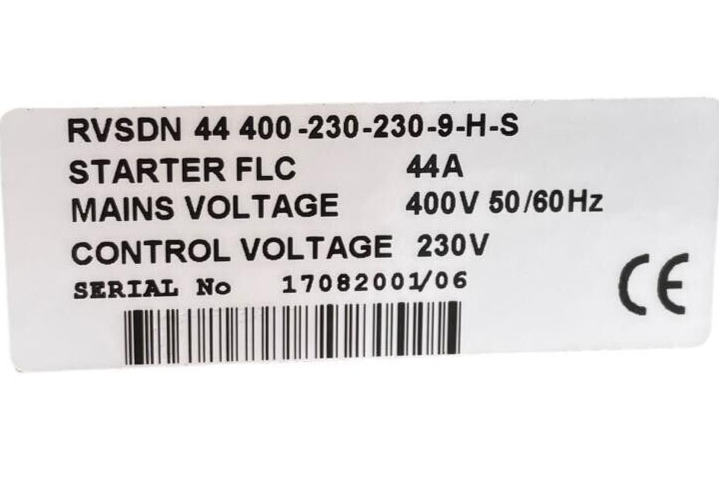 RVSDN 44 400-230-230-9-H-S
STARTER FLC 44A
MAINS VOLTAGE 400V 50/60Hz
CONTROL VOLTAGE 230V
SERIAL No 17082001/06
CE